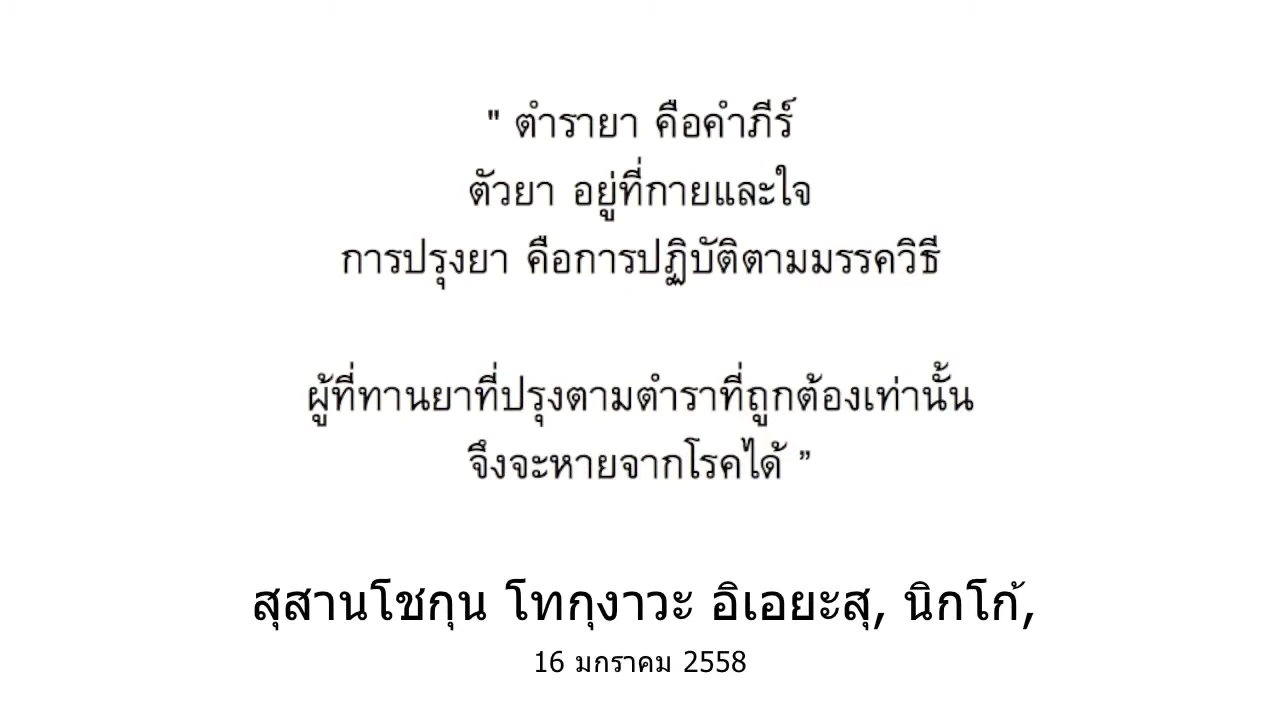 " ตำรายา คือคำภีร์
ตัวยา อยู่ที่กายและใจ
การปรุงยา คือการปฏิบัติตามมรรควิธี
ผู้ที่ทานยาที่ปรุงตามตำราที่ถูกต้องเท่านั้น
จึงจะหายจากโรคได้ ”
สุสานโชกุน โทกุงาวะ อิเอยะสุ, นิกโก้,
16 มกราคม 2558